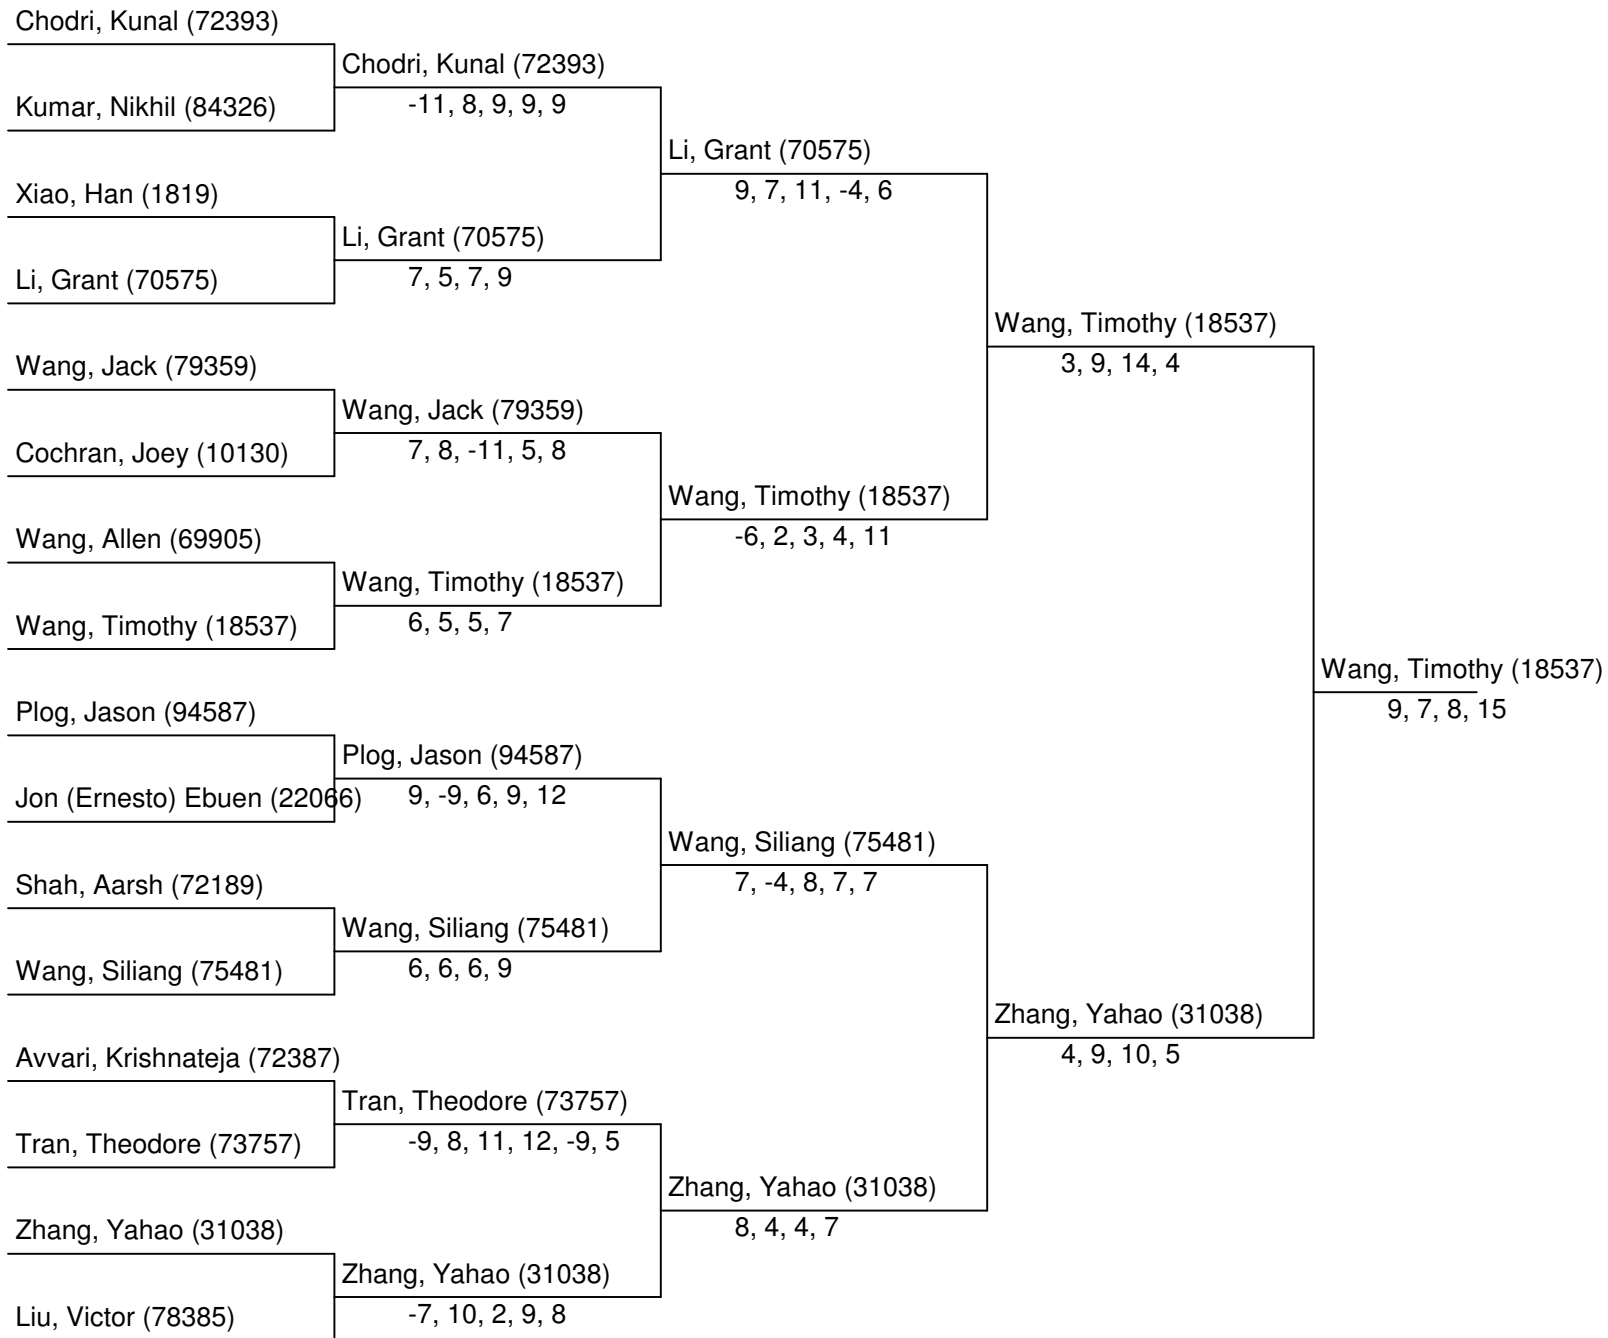 Chodri, Kunal (72393)
Chodri, Kunal (72393)
Kumar, Nikhil (84326)
-11, 8, 9, 9, 9
Li, Grant (70575)
9, 7, 11, -4, 6
Xiao, Han (1819)
Li, Grant (70575)
Li, Grant (70575)
7, 5, 7, 9
Wang, Timothy (18537)
3, 9, 14, 4
Wang, Jack (79359)
Wang, Jack (79359)
Cochran, Joey (10130)
7, 8, -11, 5, 8
Wang, Timothy (18537)
-6, 2, 3, 4, 11
Wang, Allen (69905)
Wang, Timothy (18537)
Wang, Timothy (18537)
6, 5, 5, 7
Wang, Timothy (18537)
9, 7, 8, 15
Plog, Jason (94587)
Plog, Jason (94587)
Jon (Ernesto) Ebuen (22066)
9, -9, 6, 9, 12
Wang, Siliang (75481)
7, -4, 8, 7, 7
Shah, Aarsh (72189)
Wang, Siliang (75481)
Wang, Siliang (75481)
6, 6, 6, 9
Zhang, Yahao (31038)
4, 9, 10, 5
Avvari, Krishnateja (72387)
Tran, Theodore (73757)
Tran, Theodore (73757)
-9, 8, 11, 12, -9, 5
Zhang, Yahao (31038)
8, 4, 4, 7
Zhang, Yahao (31038)
Zhang, Yahao (31038)
Liu, Victor (78385)
-7, 10, 2, 9, 8